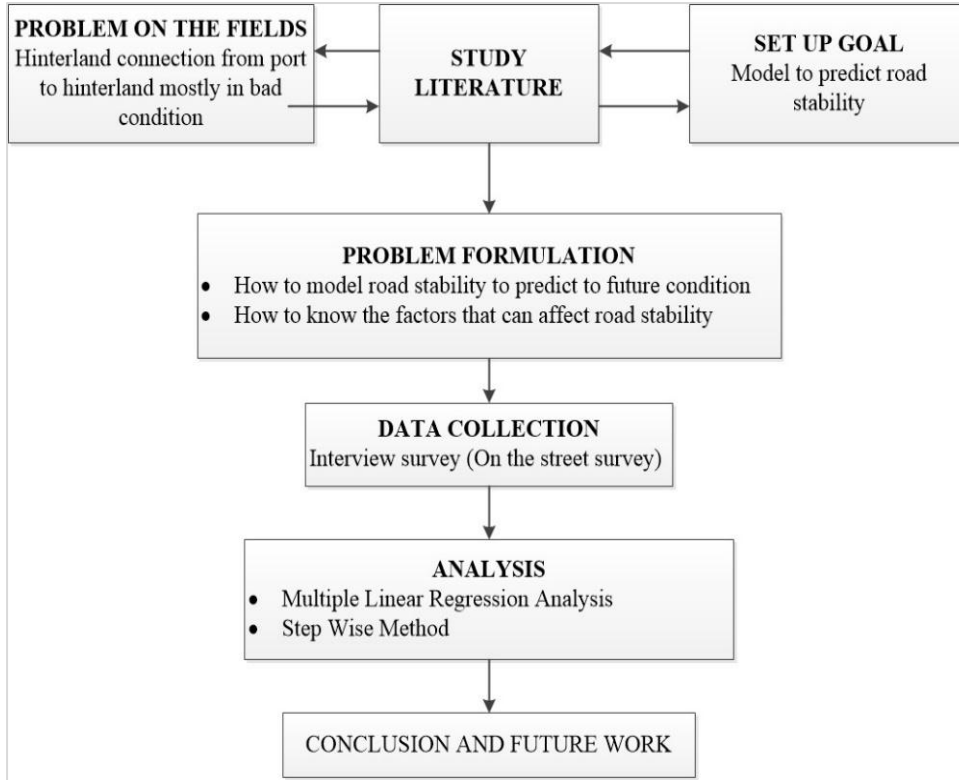 PROBLEM ON THE FIELDS
Hinterland connection from port
to hinterland mostly in bad
condition
STUDY
LITERATURE
SET UP GOAL
Model to predict road
stability
PROBLEM FORMULATION
• How to model road stability to predict to future condition
• How to know the factors that can affect road stability
DATA COLLECTION
Interview survey (On the street survey)
ANALYSIS
• Multiple Linear Regression Analysis
• Step Wise Method
CONCLUSION AND FUTURE WORK